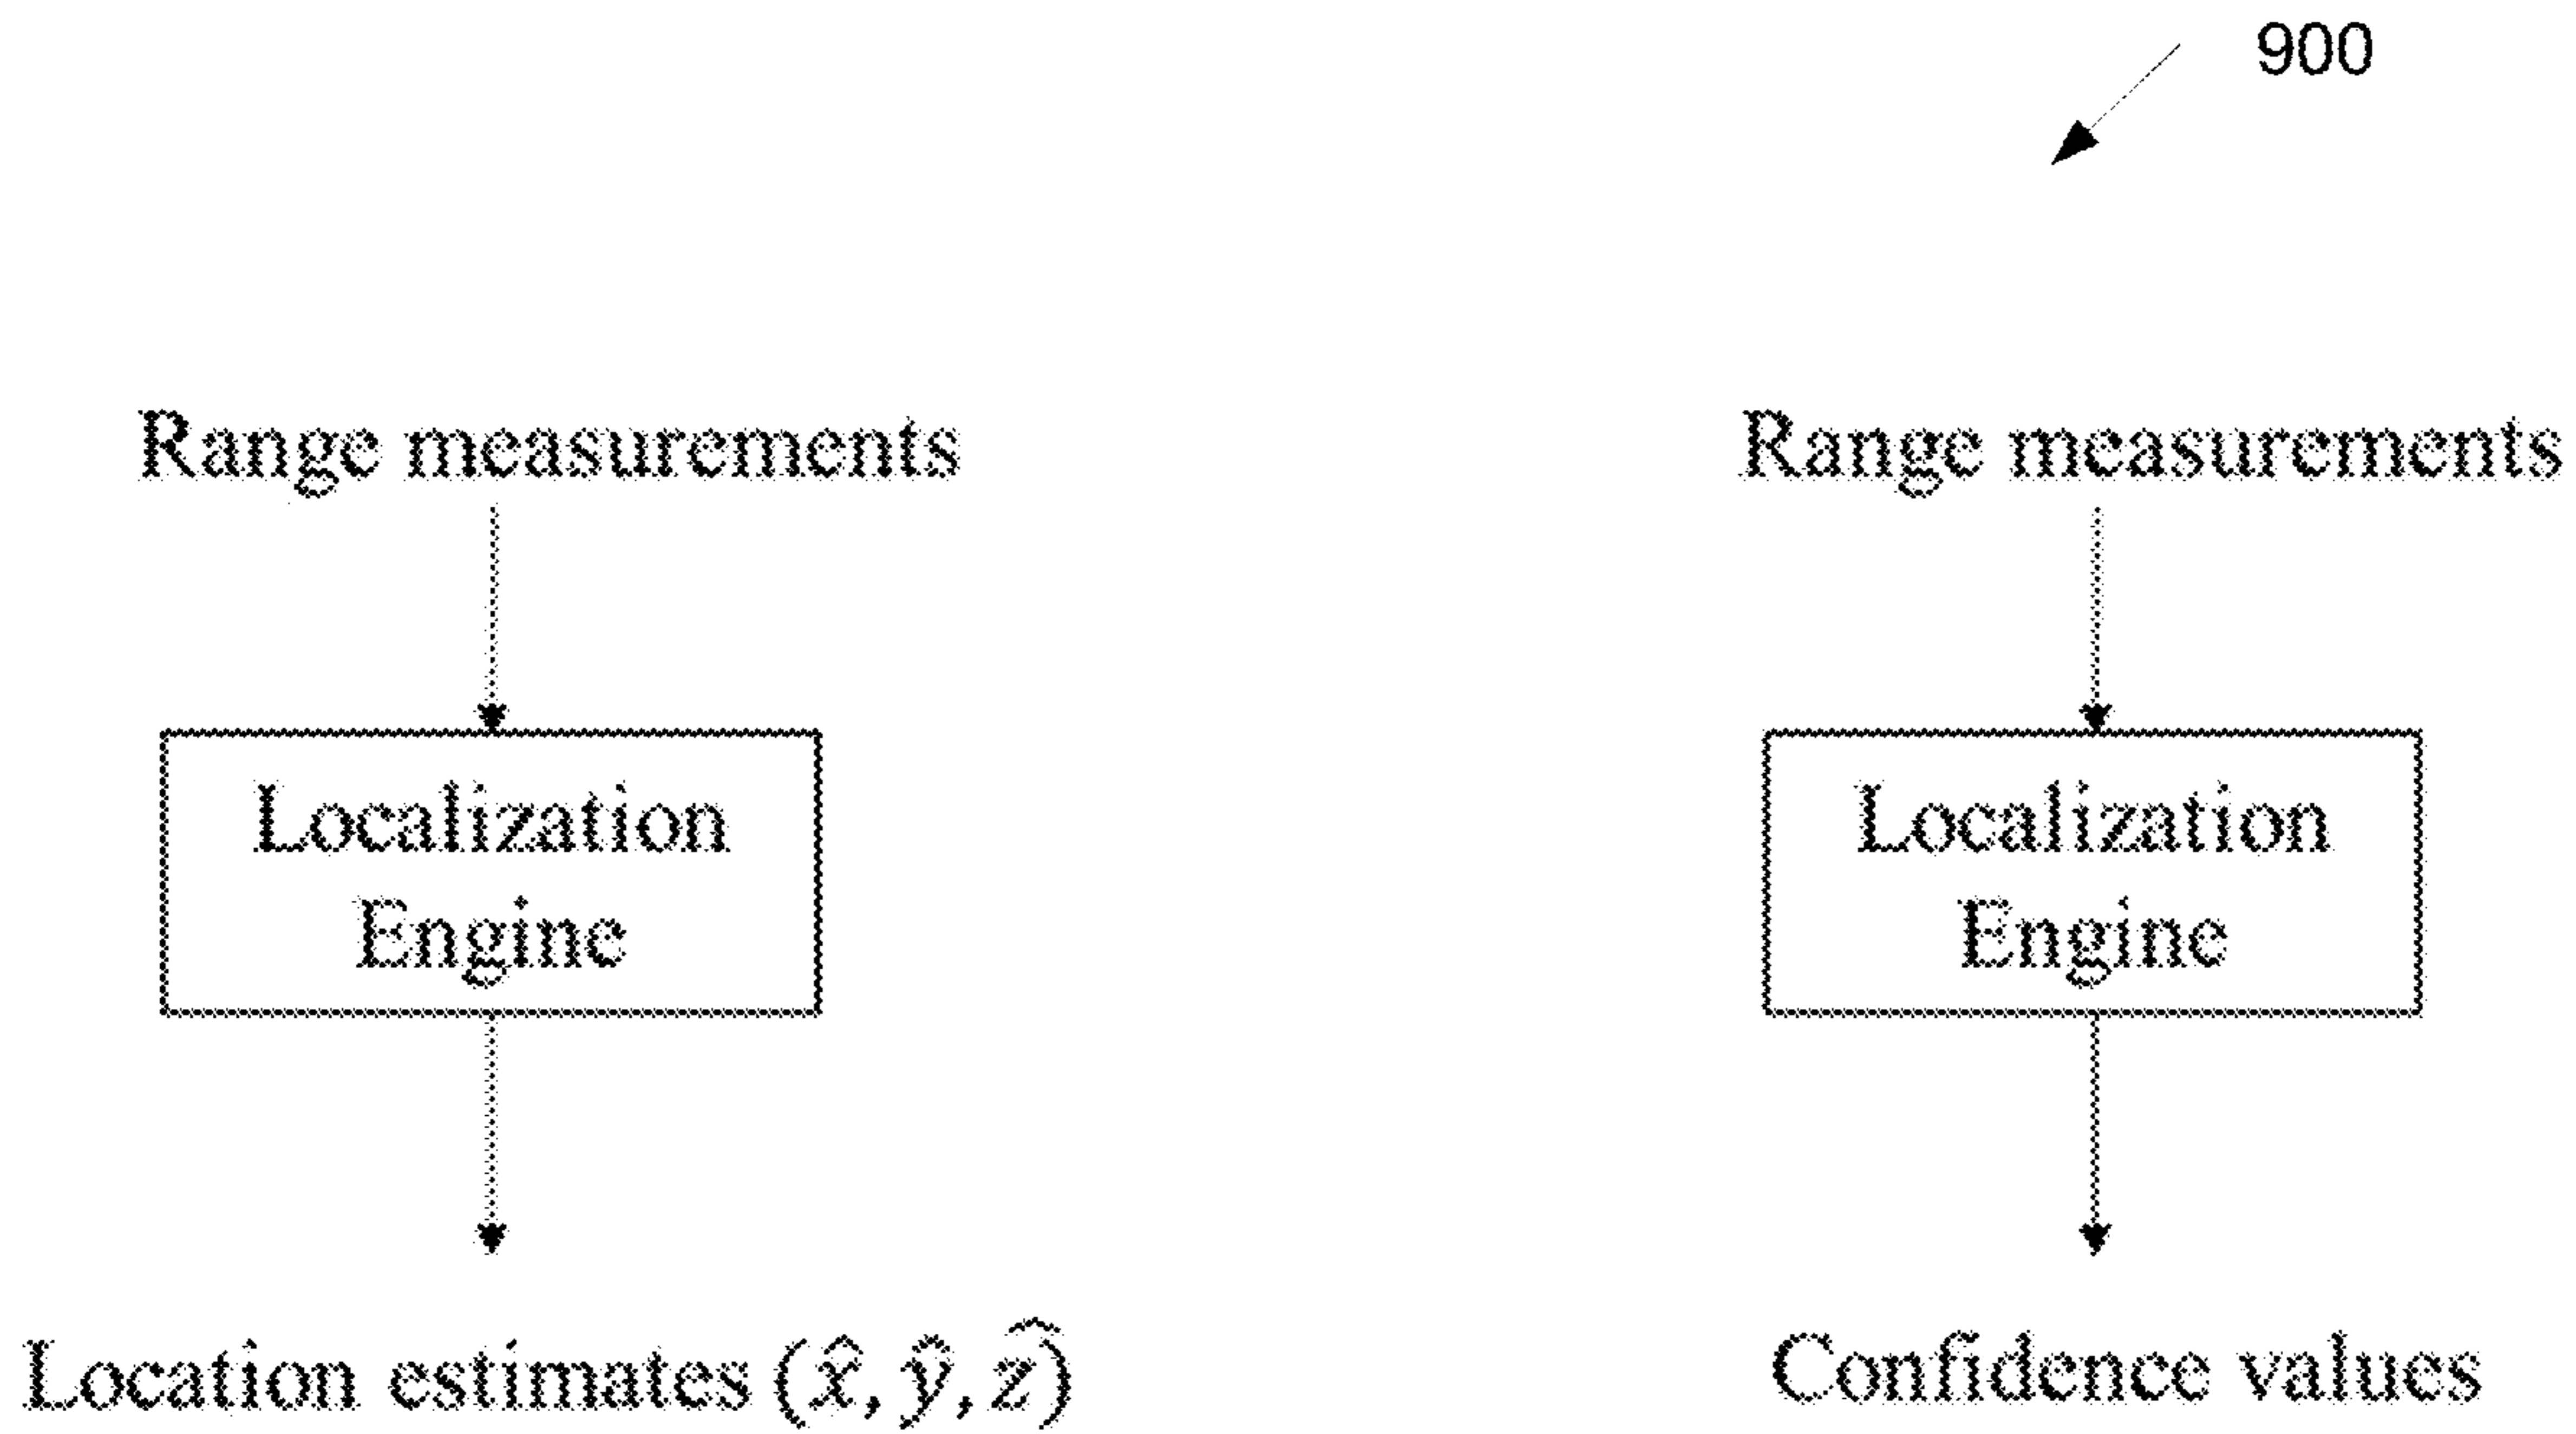 900
Range measurements
Range measurements
Localization
Engine
Localization
Engine
Location estimates (x̂, ŷ, ẑ)
Confidence values